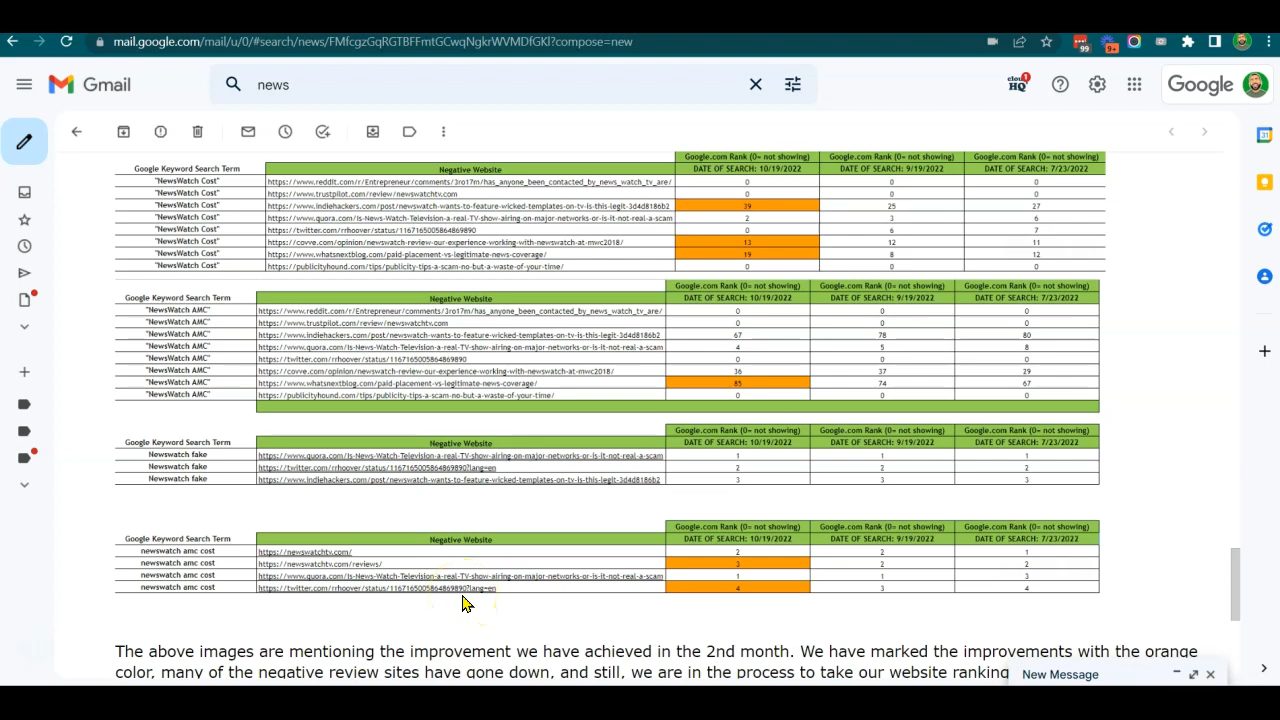 mail.google.com/mail/u/0/#search/news/FMfcgzGqRGTBFFmtGCwqNgkrWVMDfGKl?compose=new
99
9+
Gmail
news
cloud HQ
1
Google
Google.com Rank (0= not showing) Google.com Rank (0= not showing) Google.com Rank (0= not showing)
Google Keyword Search Term Negative Website DATE OF SEARCH: 10/19/2022 DATE OF SEARCH: 9/19/2022 DATE OF SEARCH: 7/23/2022
"NewsWatch Cost" https://www.reddit.com/r/Entrepreneur/comments/3ro17m/has_anyone_been_contacted_by_news_watch_tv_are/ 0 0 0
"NewsWatch Cost" https://www.trustpilot.com/review/newswatchtv.com 0 0 0
"NewsWatch Cost" https://www.indiehackers.com/post/newswatch-wants-to-feature-wicked-templates-on-tv-is-this-legit-3d4d8186b2 39 25 27
"NewsWatch Cost" https://www.quora.com/Is-News-Watch-Television-a-real-TV-show-airing-on-major-networks-or-is-it-not-real-a-scam 2 3 6
"NewsWatch Cost" https://twitter.com/rrhoover/status/1167165005864869890 0 6 7
"NewsWatch Cost" https://covve.com/opinion/newswatch-review-our-experience-working-with-newswatch-at-mwc2018/ 13 12 11
"NewsWatch Cost" https://www.whatsnextblog.com/paid-placement-vs-legitimate-news-coverage/ 19 8 12
"NewsWatch Cost" https://publicityhound.com/tips/publicity-tips-a-scam-no-but-a-waste-of-your-time/ 0 0 0
Google.com Rank (0= not showing) Google.com Rank (0= not showing) Google.com Rank (0= not showing)
Google Keyword Search Term Negative Website DATE OF SEARCH: 10/19/2022 DATE OF SEARCH: 9/19/2022 DATE OF SEARCH: 7/23/2022
"NewsWatch AMC" https://www.reddit.com/r/Entrepreneur/comments/3ro17m/has_anyone_been_contacted_by_news_watch_tv_are/ 0 0 0
"NewsWatch AMC" https://www.trustpilot.com/review/newswatchtv.com 0 0 0
"NewsWatch AMC" https://www.indiehackers.com/post/newswatch-wants-to-feature-wicked-templates-on-tv-is-this-legit-3d4d8186b2 67 78 80
"NewsWatch AMC" https://www.quora.com/Is-News-Watch-Television-a-real-TV-show-airing-on-major-networks-or-is-it-not-real-a-scam 4 5 8
"NewsWatch AMC" https://twitter.com/rrhoover/status/1167165005864869890 0 0 0
"NewsWatch AMC" https://covve.com/opinion/newswatch-review-our-experience-working-with-newswatch-at-mwc2018/ 36 37 29
"NewsWatch AMC" https://www.whatsnextblog.com/paid-placement-vs-legitimate-news-coverage/ 85 74 67
"NewsWatch AMC" https://publicityhound.com/tips/publicity-tips-a-scam-no-but-a-waste-of-your-time/ 0 0 0
Google.com Rank (0= not showing) Google.com Rank (0= not showing) Google.com Rank (0= not showing)
Google Keyword Search Term Negative Website DATE OF SEARCH: 10/19/2022 DATE OF SEARCH: 9/19/2022 DATE OF SEARCH: 7/23/2022
Newswatch fake https://www.quora.com/Is-News-Watch-Television-a-real-TV-show-airing-on-major-networks-or-is-it-not-real-a-scam 1 1 1
Newswatch fake https://twitter.com/rrhoover/status/1167165005864869890?lang=en 2 2 2
Newswatch fake https://www.indiehackers.com/post/newswatch-wants-to-feature-wicked-templates-on-tv-is-this-legit-3d4d8186b2 3 3 3
Google.com Rank (0= not showing) Google.com Rank (0= not showing) Google.com Rank (0= not showing)
Google Keyword Search Term Negative Website DATE OF SEARCH: 10/19/2022 DATE OF SEARCH: 9/19/2022 DATE OF SEARCH: 7/23/2022
newswatch amc cost https://newswatchtv.com/ 2 2 1
newswatch amc cost https://newswatchtv.com/reviews/ 3 2 2
newswatch amc cost https://www.quora.com/Is-News-Watch-Television-a-real-TV-show-airing-on-major-networks-or-is-it-not-real-a-scam 1 1 3
newswatch amc cost https://twitter.com/rrhoover/status/1167165005864869890?lang=en 4 3 4
The above images are mentioning the improvement we have achieved in the 2nd month. We have marked the improvements with the orange
color, many of the negative review sites have gone down, and still, we are in the process to take our website ranking
New Message